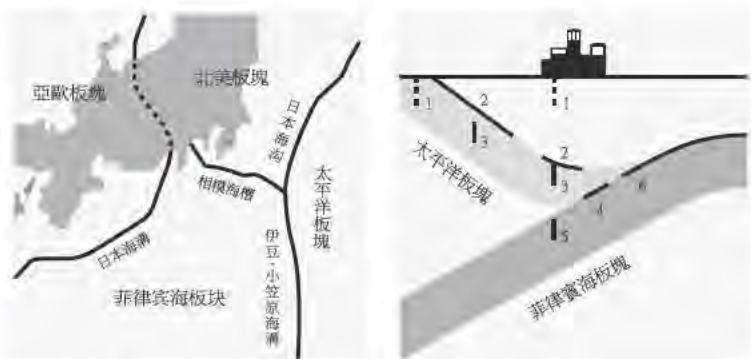 亞歐板塊
北美板塊
日本海沟
太平洋板塊
相模海槽
日本海溝
伊豆·小笠原海溝
菲律宾海板块
1
2
3
1
2
3
4
5
6
太平洋板塊
菲律賓海板塊